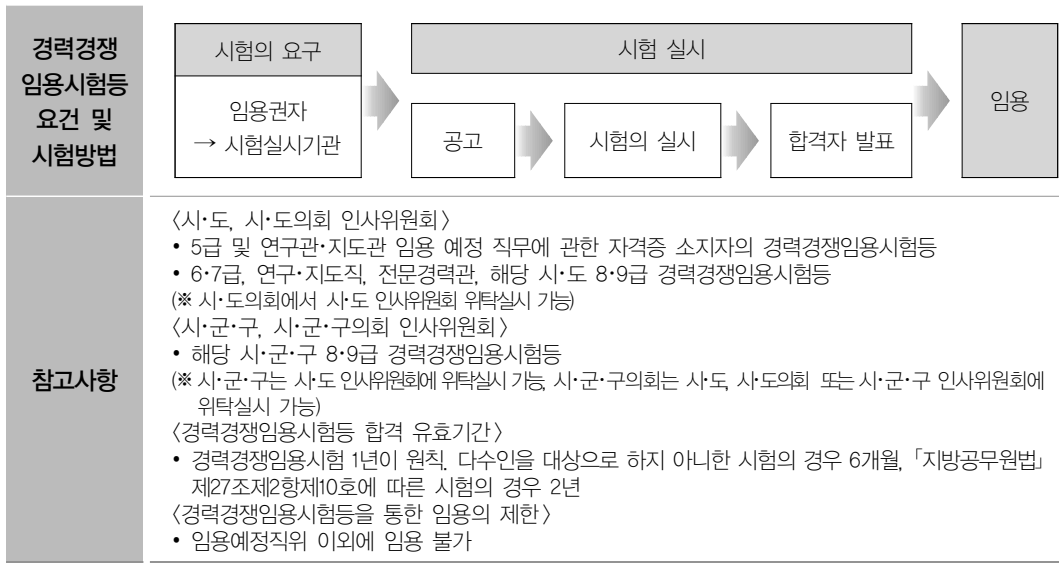 경력경쟁
임용시험등
요건 및
시험방법
시험의 요구
임용권자
→ 시험실시기관
시험 실시
공고
시험의 실시
합격자 발표
임용
참고사항
〈시·도, 시·도의회 인사위원회〉
• 5급 및 연구관·지도관 임용 예정 직무에 관한 자격증 소지자의 경력경쟁임용시험등
• 6·7급, 연구·지도직, 전문경력관, 해당 시·도 8·9급 경력경쟁임용시험등
(※ 시·도의회에서 시·도 인사위원회 위탁실시 가능)
〈시·군·구, 시·군·구의회 인사위원회〉
• 해당 시·군·구 8·9급 경력경쟁임용시험등
(※ 시·군·구는 시·도 인사위원회에 위탁실시 가능, 시·군·구의회는 시·도, 시·도의회 또는 시·군·구 인사위원회에
위탁실시 가능)
〈경력경쟁임용시험등 합격 유효기간〉
• 경력경쟁임용시험 1년이 원칙. 다수인을 대상으로 하지 아니한 시험의 경우 6개월, 「지방공무원법」
제27조제2항제10호에 따른 시험의 경우 2년
〈경력경쟁임용시험등을 통한 임용의 제한〉
• 임용예정직위 이외에 임용 불가